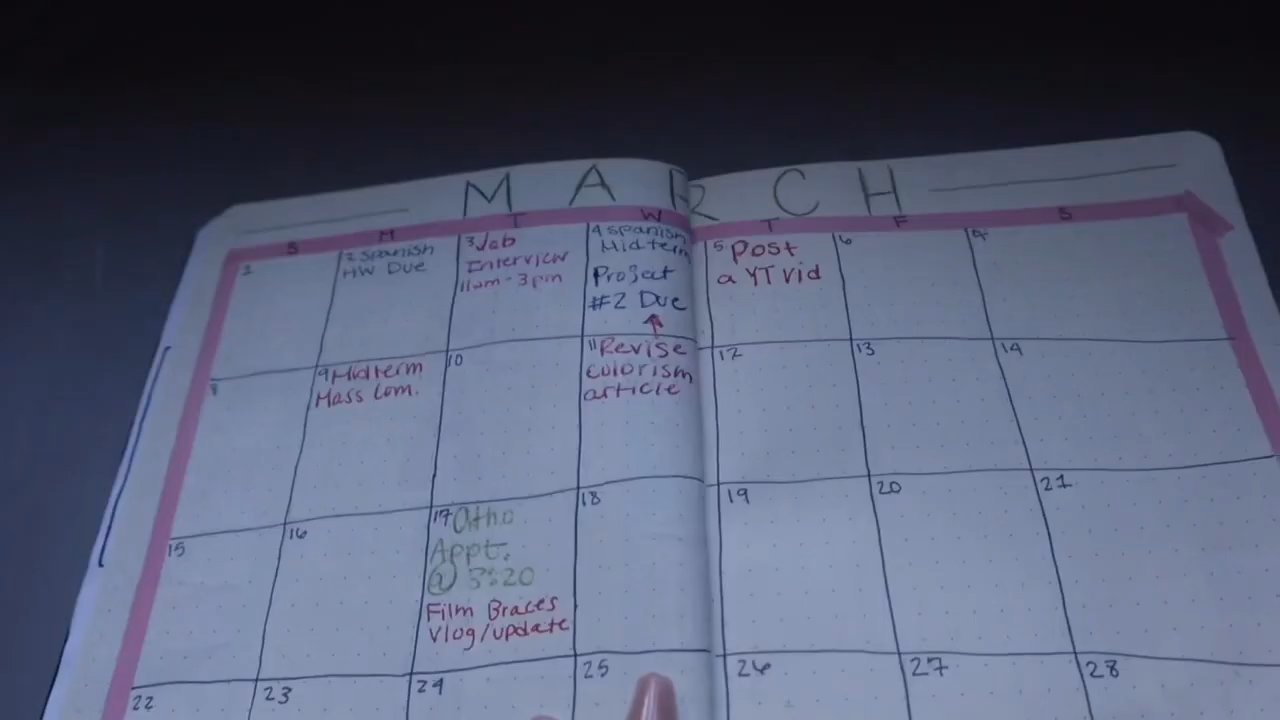 MARCH
S M T W T F S
1
2 Spanish
HW Due
3 Job
Interview
11am-3pm
4 Spanish
Midterm
Project
#2 Due
5 Post
a YT vid
6
8
9 Midterm
Mass Com.
10
11 Revise
colorism
article
12
13
14
15
16
17 Otho
Appt.
@ 3:20
Film Braces
Vlog/update
18
19
20
21
22
23
24
25
26
27
28